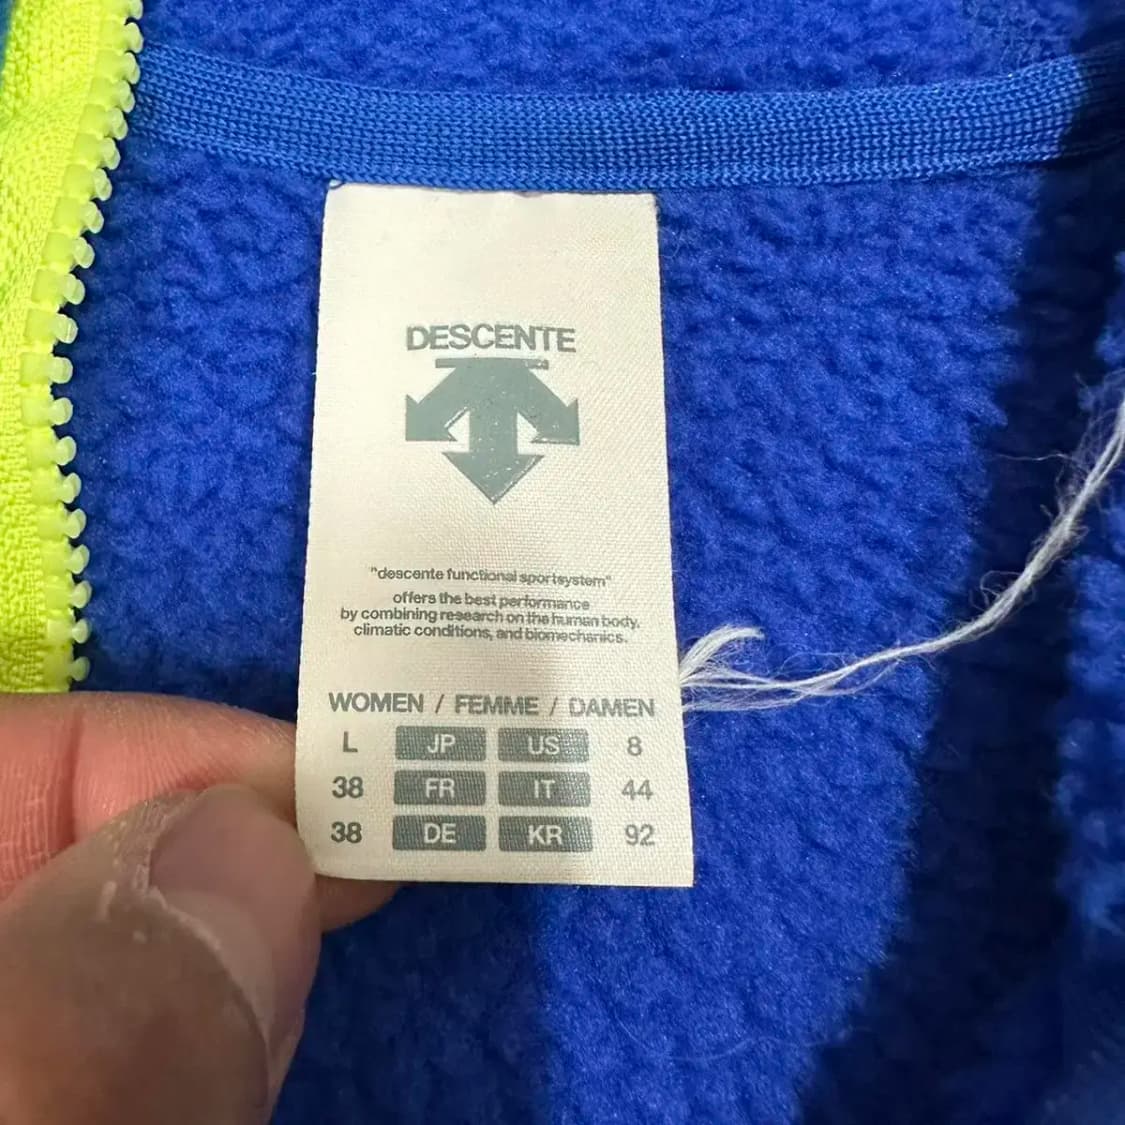 DESCENTE
"descente functional sportsystem"
offers the best performance
by combining research on the human body,
climatic conditions, and biomechanics.
WOMEN / FEMME / DAMEN
L JP US 8
38 FR IT 44
38 DE KR 92